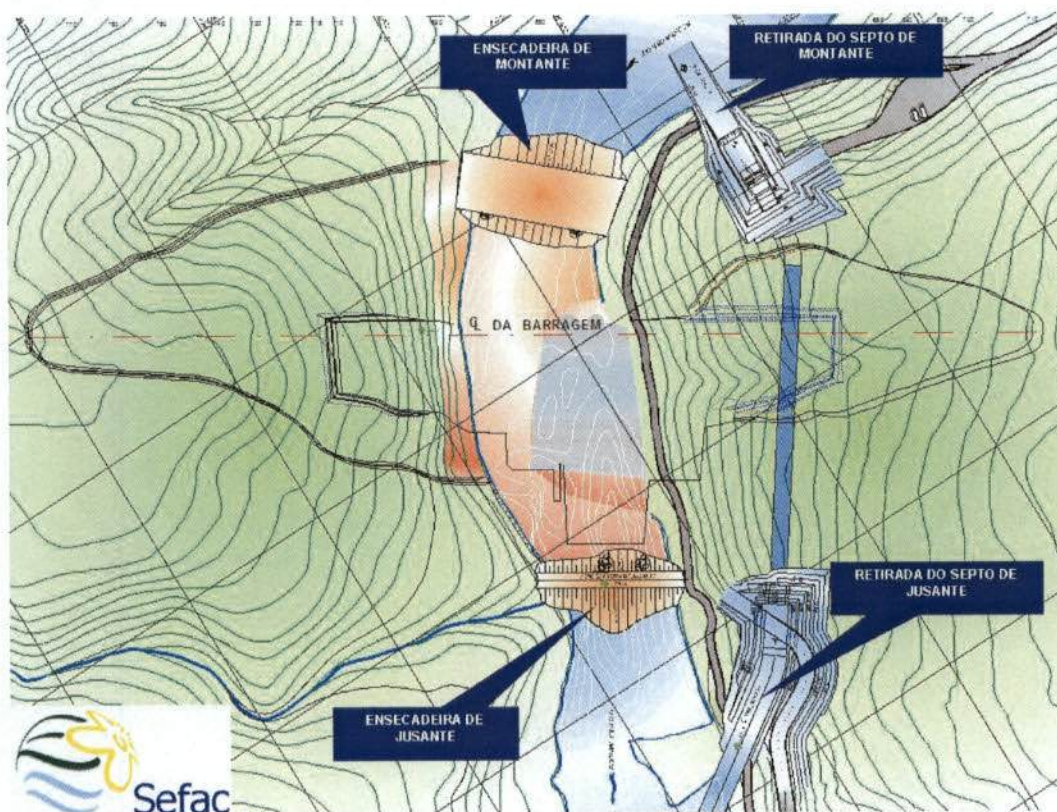 ENSECADEIRA DE
MONTANTE
RETIRADA DO SEPTO DE
MONTANTE
℄ DA BARRAGEM
RETIRADA DO SEPTO DE
JUSANTE
ENSECADEIRA DE
JUSANTE
Sefac